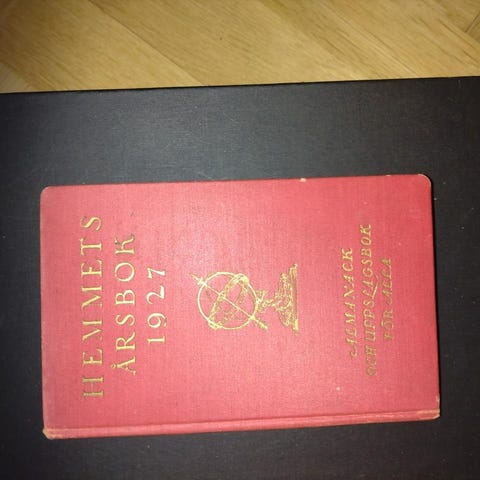 HEMMETS
ÅRSBOK
1927
ALMANACK
OCH UPPSLAGSBOK
FÖR ALLA